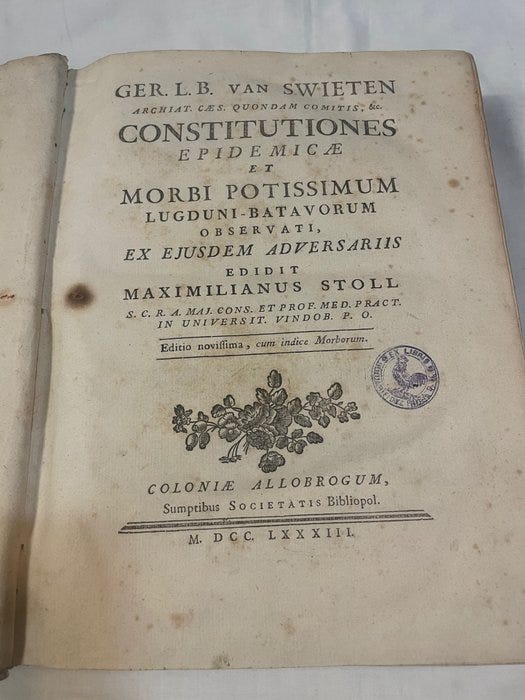 GER. L. B. VAN SWIETEN
ARCHIAT. CÆS. QUONDAM COMITIS, &c.
CONSTITUTIONES
EPIDEMICÆ
ET
MORBI POTISSIMUM
LUGDUNI-BATAVORUM
OBSERVATI,
EX EJUSDEM ADVERSARIIS
EDIDIT
MAXIMILIANUS STOLL
S. C. R. A. MAJ. CONS. ET PROF. MED. PRACT.
IN UNIVERSIT. VINDOB. P. O.
Editio novissima, cum indice Morborum.
EX LIBRIS
COLONIÆ ALLOBROGUM,
Sumptibus SOCIETATIS Bibliopol.
M. DCC. LXXXIII.